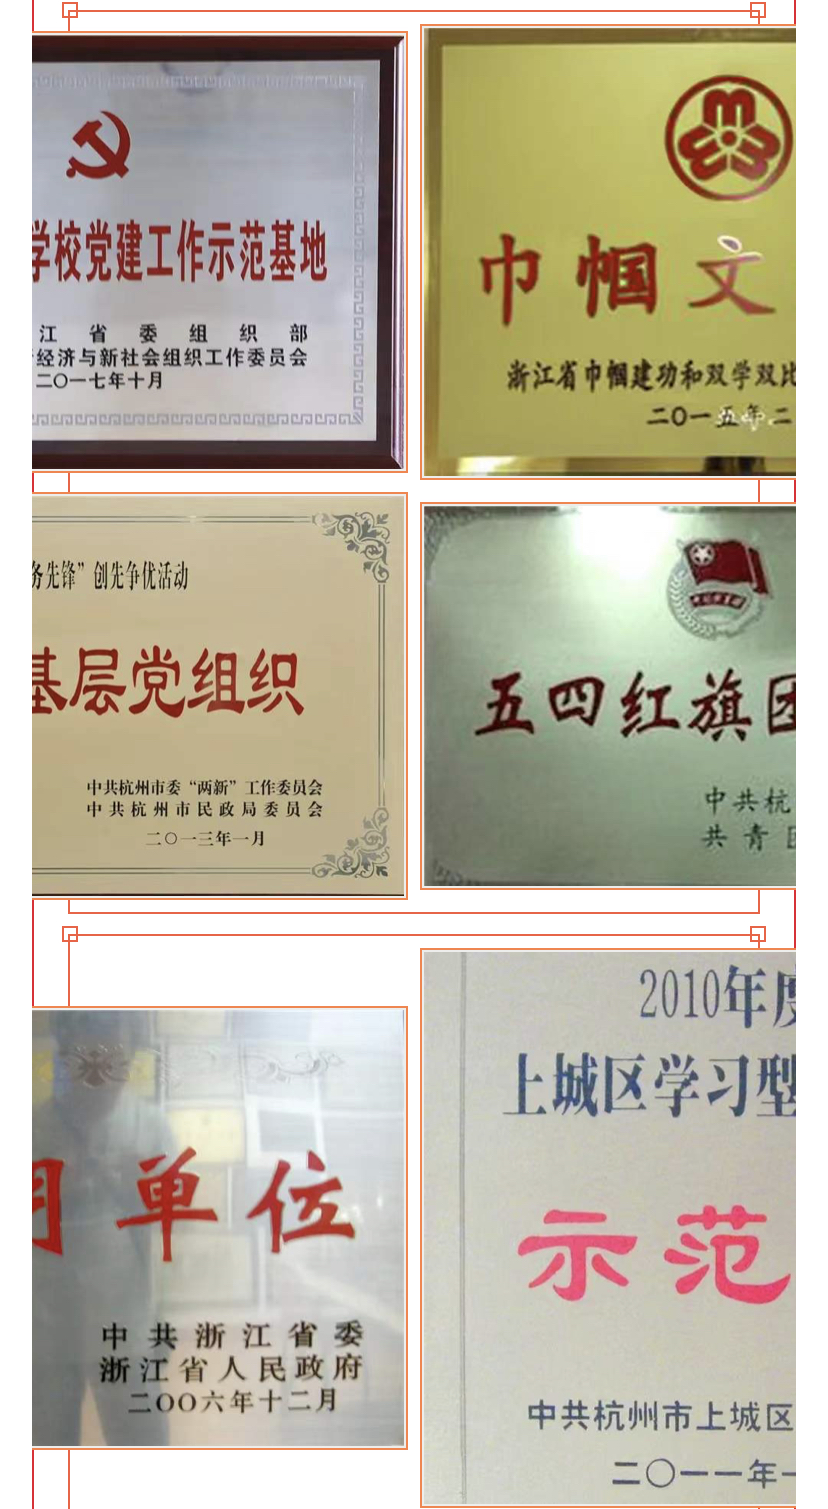 学校党建工作示范基地
江省委组织部
经济与新社会组织工作委员会
二〇一七年十月
巾帼文
浙江省巾帼建功和双学双比
二〇一五年二
务先锋”创先争优活动
基层党组织
中共杭州市委“两新”工作委员会
中共杭州市民政局委员会
二〇一三年一月
五四红旗团
中共杭
共青团
单位
中共浙江省委
浙江省人民政府
二〇〇六年十二月
2010年度
上城区学习型
示范
中共杭州市上城区
二〇一一年一